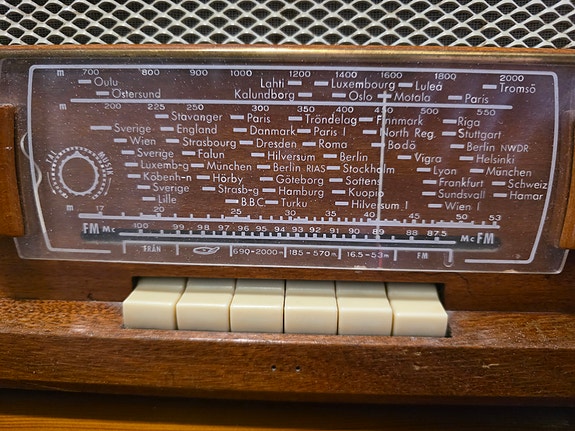 m 700 800 900 1000 1200 1400 1600 1800 2000
Oulu Lahti Luxembourg Luleå Tromsö
Östersund Kalundborg Oslo Motala Paris
m 200 225 250 300 350 400 450 500 550
Stavanger Paris Tröndelag Finnmark Riga
Sverige England Danmark Paris I North Reg. Stuttgart
Wien Strasbourg Dresden Roma Bodö Berlin NWDR
Sverige Falun Hilversum Berlin Vigra Helsinki
Luxemb-g München Berlin RIAS Stockholm Lyon München
Köbenh-n Hörby Göteborg Sottens Frankfurt Schweiz
Sverige Strasb-g Hamburg Kuopio Sundsvall Hamar
Lille B.B.C. Turku Hilversum I Wien I
TAL MUSIK
m 17 20 25 30 35 40 45 50 53
FM Mc 100 99 98 97 96 95 94 93 92 91 90 89 88 87.5 Mc FM
FRÅN 690-2000m 185-570m 16.5-53m FM